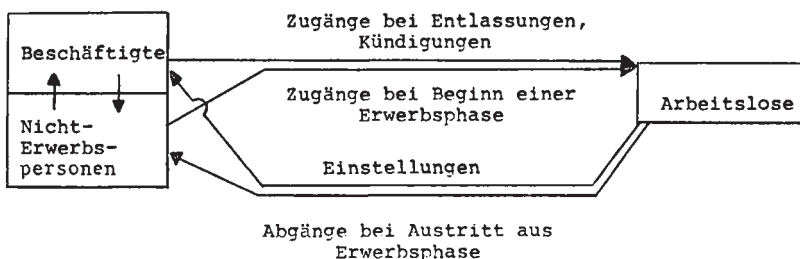 Zugänge bei Entlassungen,
Kündigungen
Beschäftigte
Zugänge bei Beginn einer
Erwerbsphase
Arbeitslose
Nicht-
Erwerbs-
personen
Einstellungen
Abgänge bei Austritt aus
Erwerbsphase